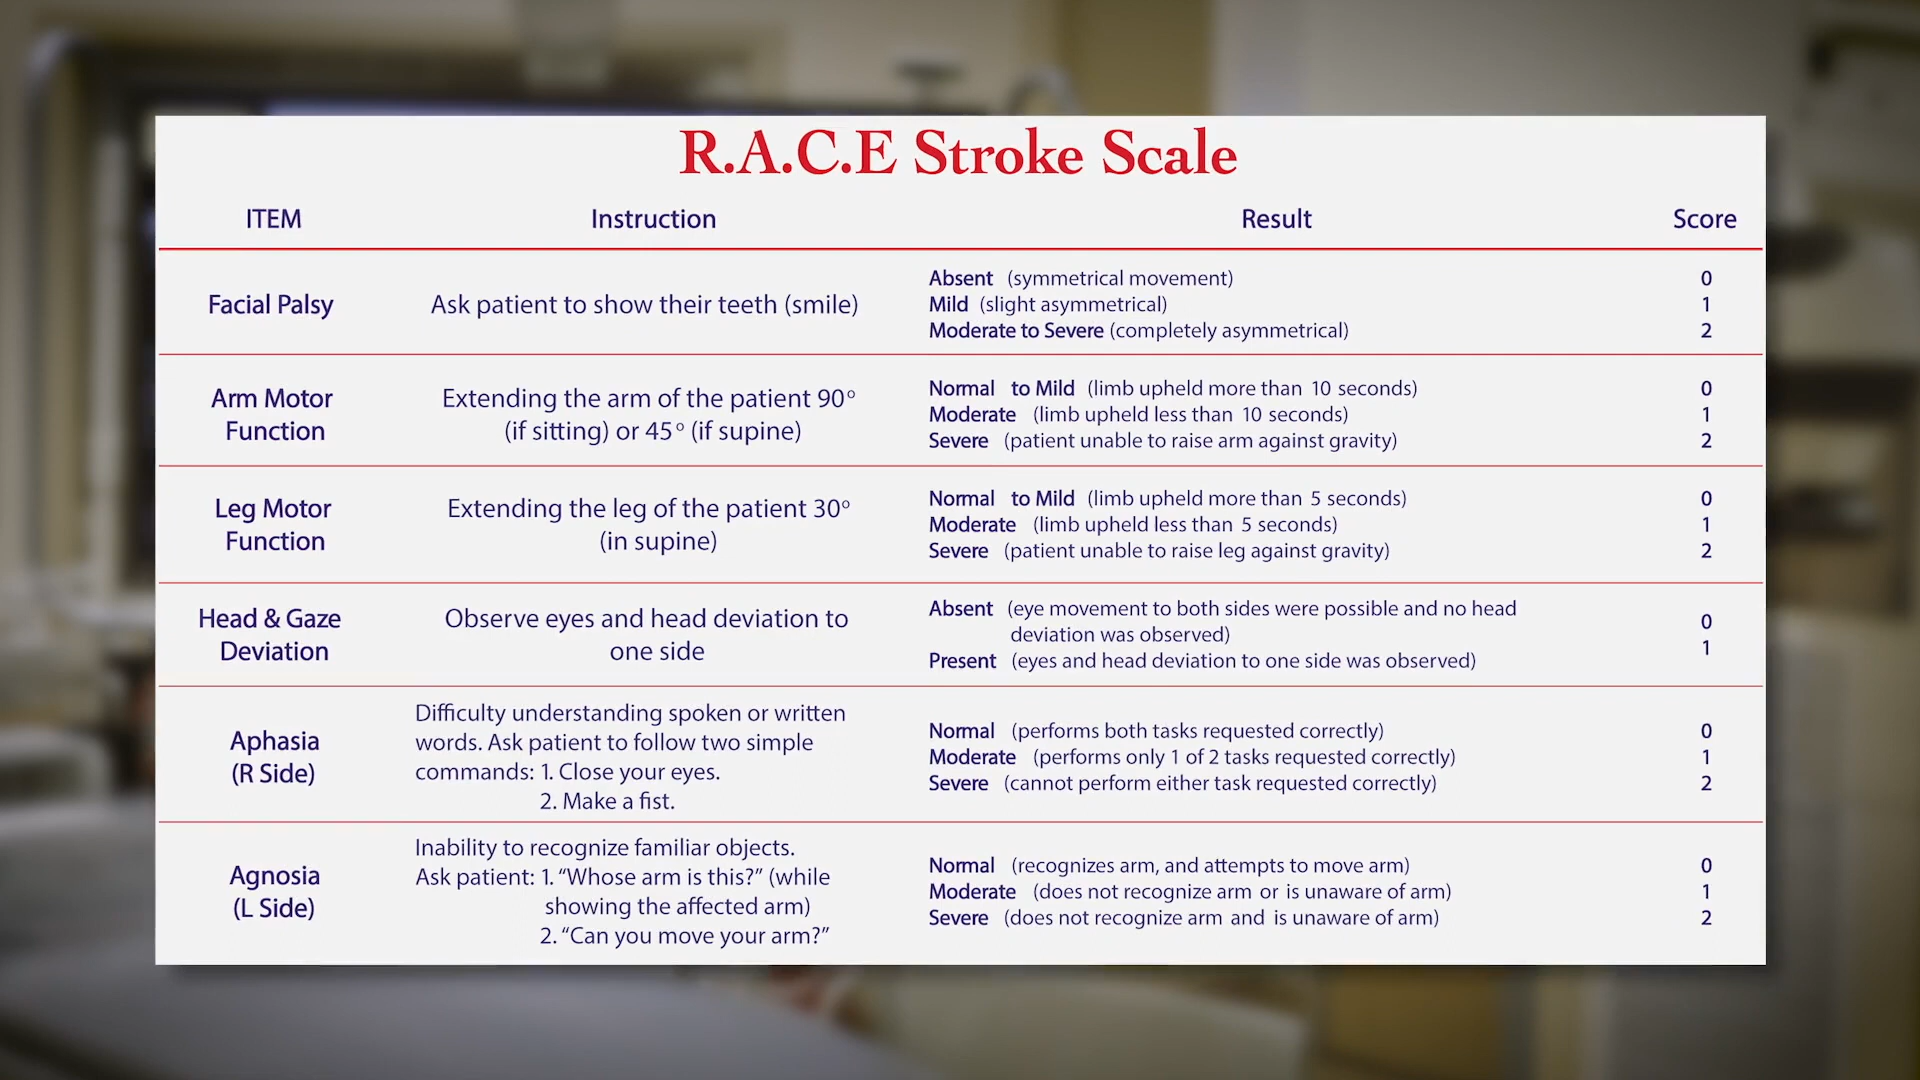 R.A.C.E Stroke Scale
ITEM Instruction Result Score
Facial Palsy
Ask patient to show their teeth (smile)
Absent (symmetrical movement) 0
Mild (slight asymmetrical) 1
Moderate to Severe (completely asymmetrical) 2
Arm Motor
Function
Extending the arm of the patient 90°
(if sitting) or 45° (if supine)
Normal to Mild (limb upheld more than 10 seconds) 0
Moderate (limb upheld less than 10 seconds) 1
Severe (patient unable to raise arm against gravity) 2
Leg Motor
Function
Extending the leg of the patient 30°
(in supine)
Normal to Mild (limb upheld more than 5 seconds) 0
Moderate (limb upheld less than 5 seconds) 1
Severe (patient unable to raise leg against gravity) 2
Head & Gaze
Deviation
Observe eyes and head deviation to
one side
Absent (eye movement to both sides were possible and no head
deviation was observed) 0
Present (eyes and head deviation to one side was observed) 1
Aphasia
(R Side)
Difficulty understanding spoken or written
words. Ask patient to follow two simple
commands: 1. Close your eyes.
2. Make a fist.
Normal (performs both tasks requested correctly) 0
Moderate (performs only 1 of 2 tasks requested correctly) 1
Severe (cannot perform either task requested correctly) 2
Agnosia
(L Side)
Inability to recognize familiar objects.
Ask patient: 1. “Whose arm is this?” (while
showing the affected arm)
2. “Can you move your arm?”
Normal (recognizes arm, and attempts to move arm) 0
Moderate (does not recognize arm or is unaware of arm) 1
Severe (does not recognize arm and is unaware of arm) 2